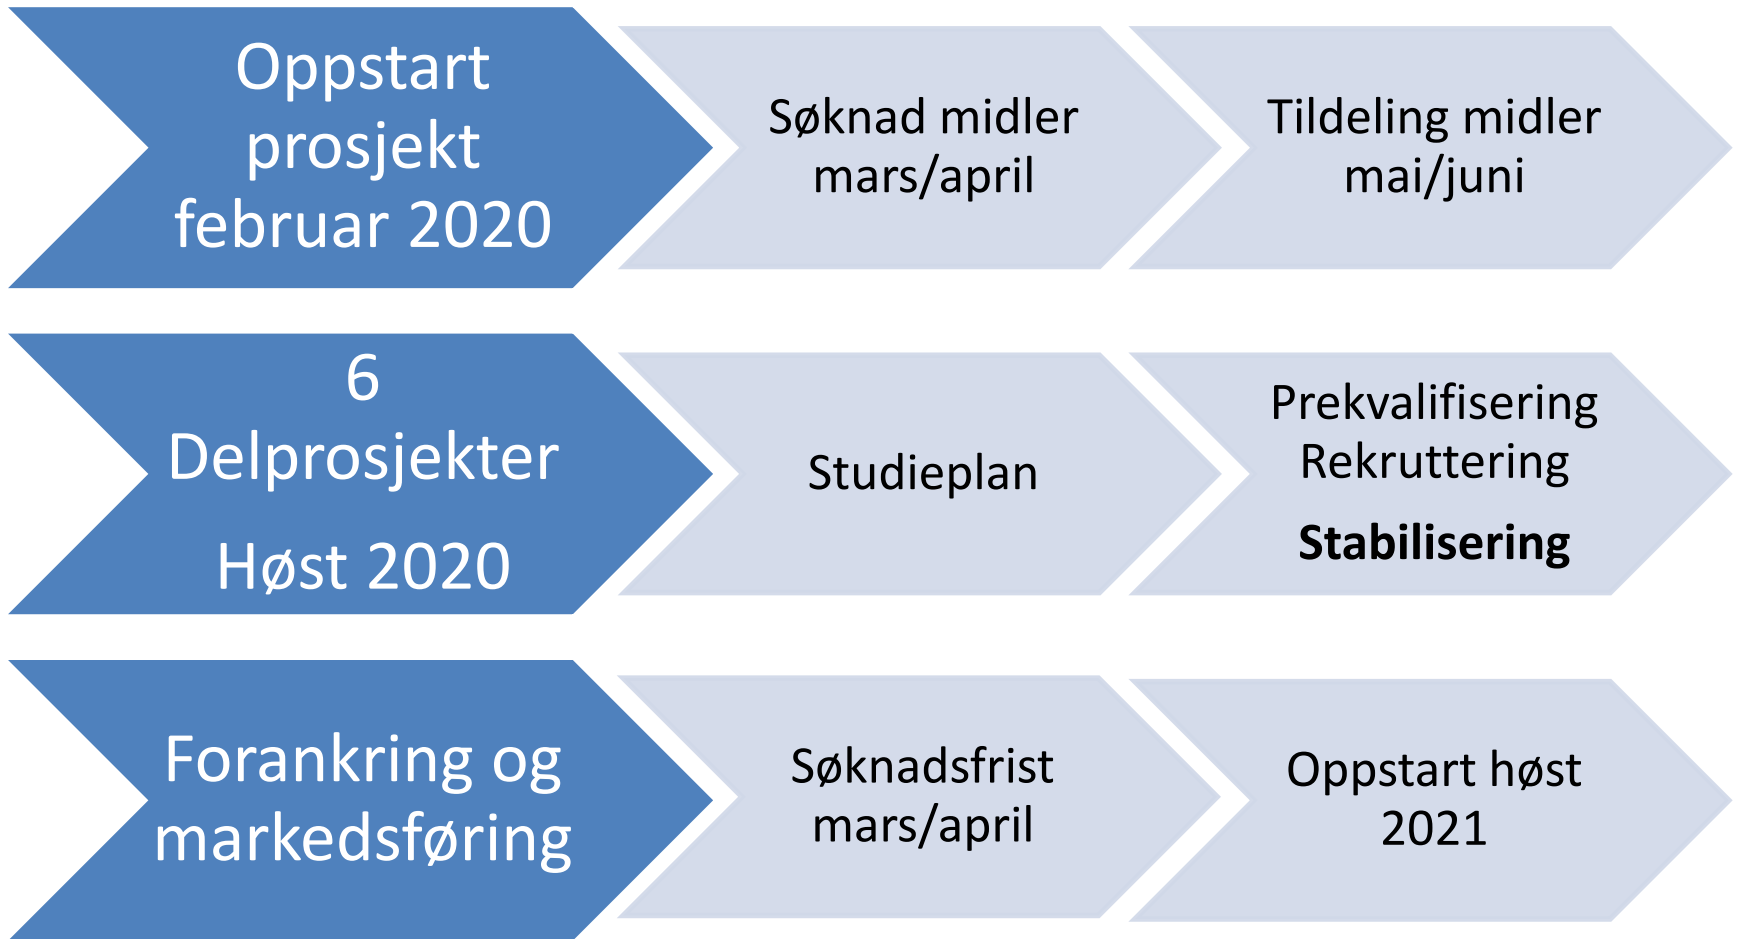 Oppstart
prosjekt
februar 2020
Søknad midler
mars/april
Tildeling midler
mai/juni
6
Delprosjekter
Høst 2020
Studieplan
Prekvalifisering
Rekruttering
Stabilisering
Forankring og
markedsføring
Søknadsfrist
mars/april
Oppstart høst
2021